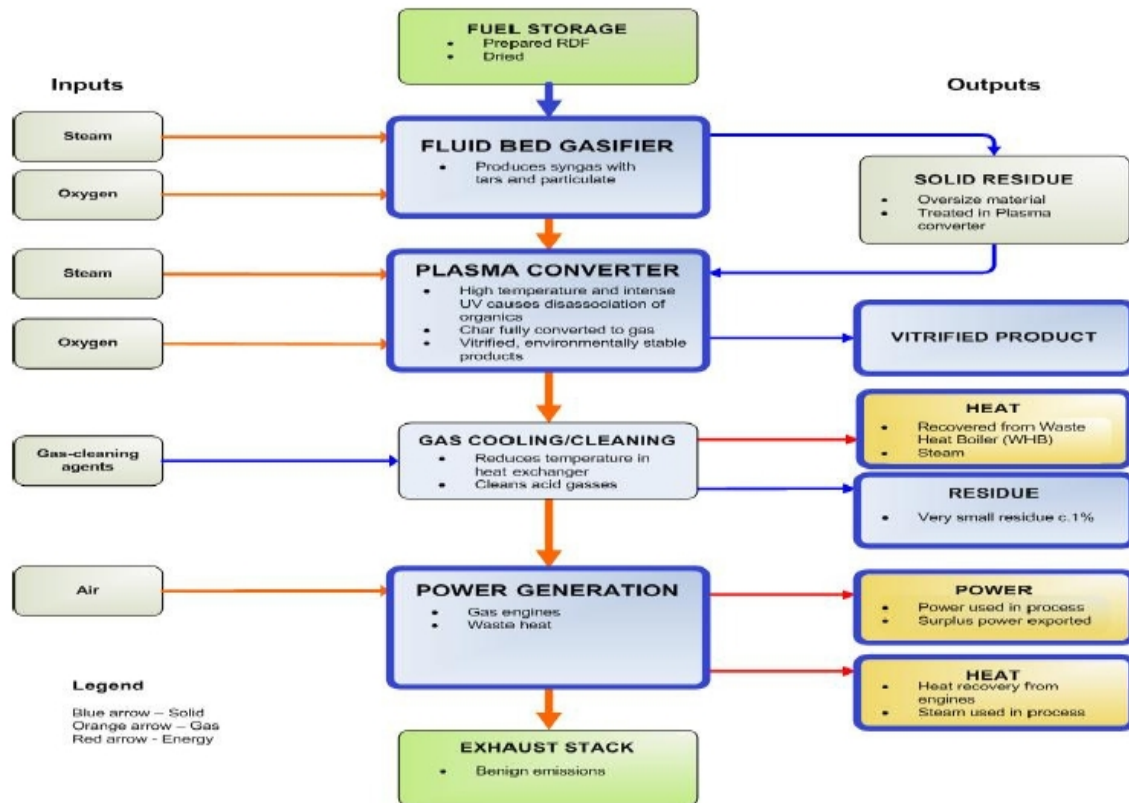 FUEL STORAGE
• Prepared RDF
• Dried
Inputs
Outputs
Steam
Oxygen
FLUID BED GASIFIER
• Produces syngas with
tars and particulate
SOLID RESIDUE
• Oversize material
• Treated in Plasma
converter
Steam
Oxygen
PLASMA CONVERTER
• High temperature and intense
UV causes disassociation of
organics
• Char fully converted to gas
• Vitrified, environmentally stable
products
VITRIFIED PRODUCT
Gas-cleaning
agents
GAS COOLING/CLEANING
• Reduces temperature in
heat exchanger
• Cleans acid gasses
HEAT
• Recovered from Waste
Heat Boiler (WHB)
• Steam
RESIDUE
• Very small residue c.1%
Air
POWER GENERATION
• Gas engines
• Waste heat
POWER
• Power used in process
• Surplus power exported
HEAT
• Heat recovery from
engines
• Steam used in process
Legend
Blue arrow – Solid
Orange arrow – Gas
Red arrow - Energy
EXHAUST STACK
• Benign emissions